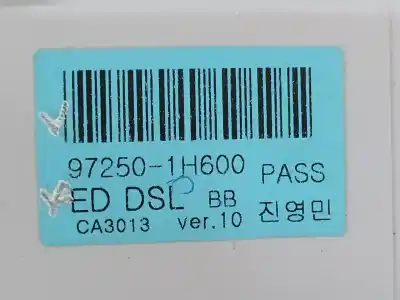 97250-1H600 PASS
ED DSL BB 진영민
CA3013 ver.10